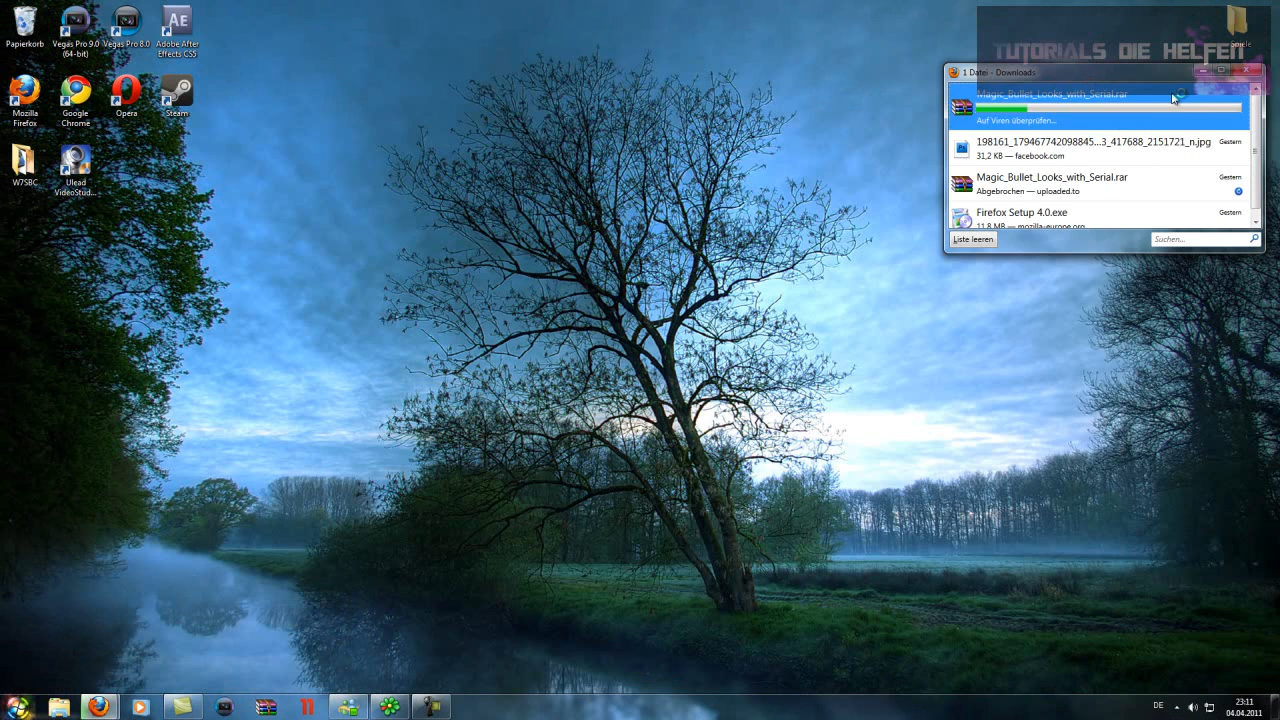 Papierkorb
Vegas Pro 9.0 (64-bit)
Vegas Pro 8.0
AE
Adobe After Effects CS5
Mozilla Firefox
Google Chrome
Opera
Steam
W7SBC
Ulead VideoStud...
Spiele
TUTORIALS DIE HELFEN
1 Datei - Downloads
Magic_Bullet_Looks_with_Serial.rar
Auf Viren überprüfen...
198161_179467742098845...3_417688_2151721_n.jpg
Gestern
31,2 KB — facebook.com
Magic_Bullet_Looks_with_Serial.rar
Gestern
Abgebrochen — uploaded.to
Firefox Setup 4.0.exe
Gestern
11,8 MB — mozilla-europe.org
Liste leeren
Suchen...
DE
23:11
04.04.2011